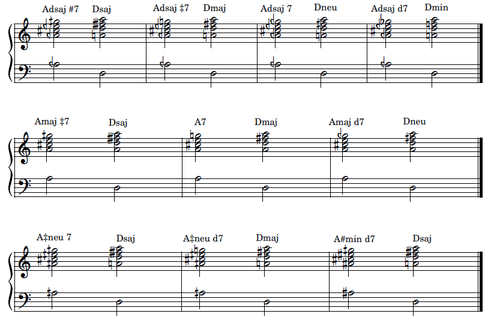 Adsaj #7 Dsaj Adsaj ‡7 Dmaj Adsaj 7 Dneu Adsaj d7 Dmin
Amaj ‡7 Dsaj A7 Dmaj Amaj d7 Dneu
A‡neu 7 Dsaj A‡neu d7 Dmaj A#min d7 Dsaj